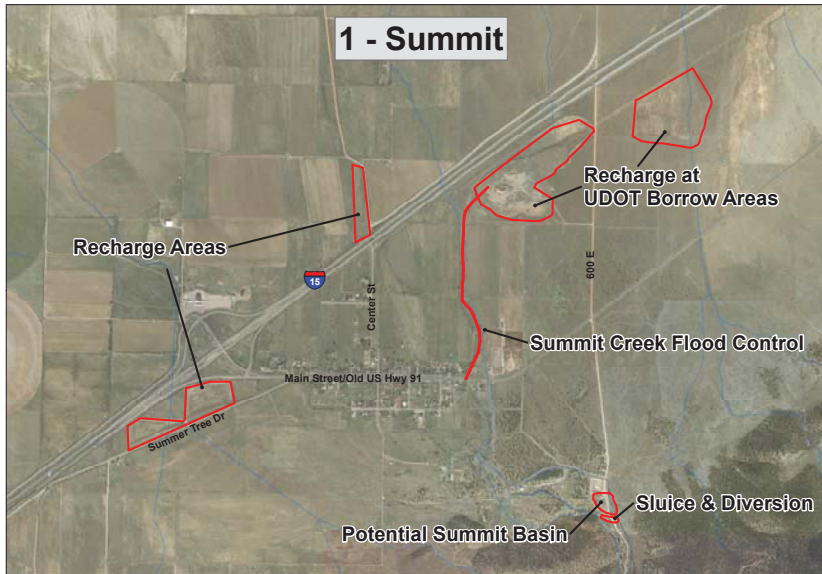 1 - Summit
Recharge at
UDOT Borrow Areas
Recharge Areas
15
Center St
600 E
Summit Creek Flood Control
Main Street/Old US Hwy 91
Summer Tree Dr
Sluice & Diversion
Potential Summit Basin